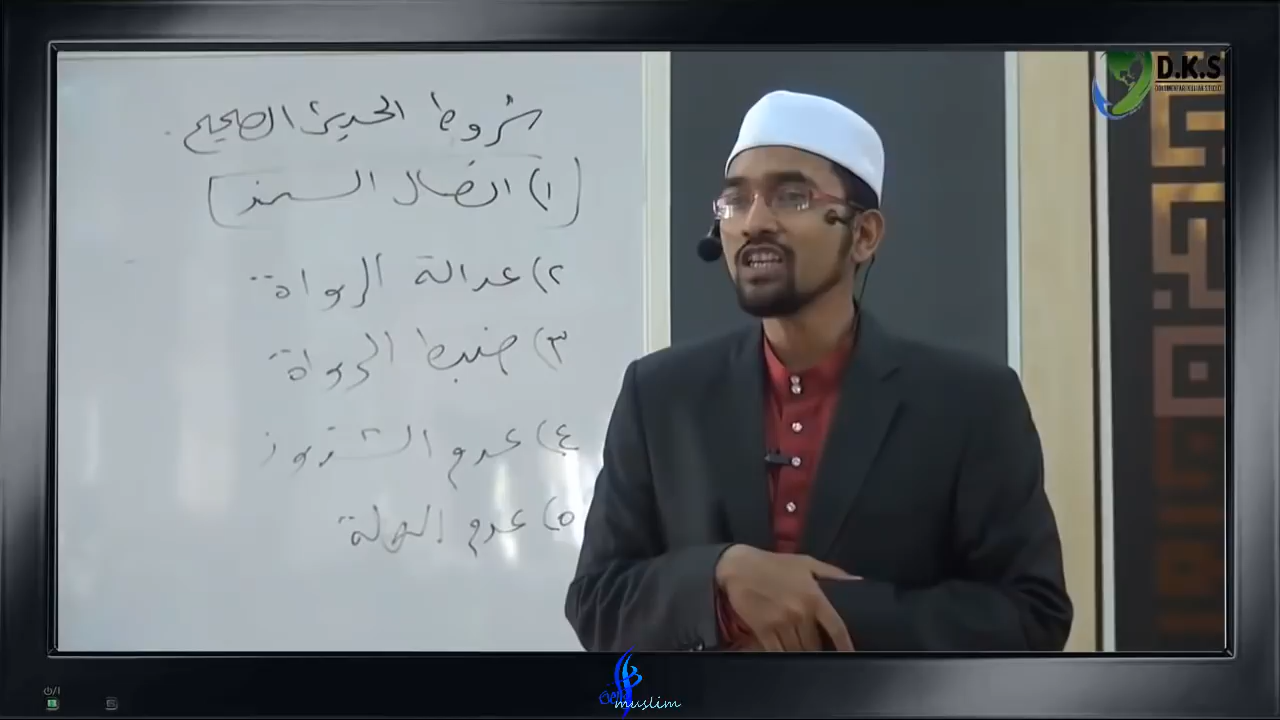 شروط الحديث الصحيح
١) اتصال السند
٢) عدالة الرواة
٣) ضبط الرواة
٤) عدم الشذوذ
٥) عدم العلة
D.K.S
muslim